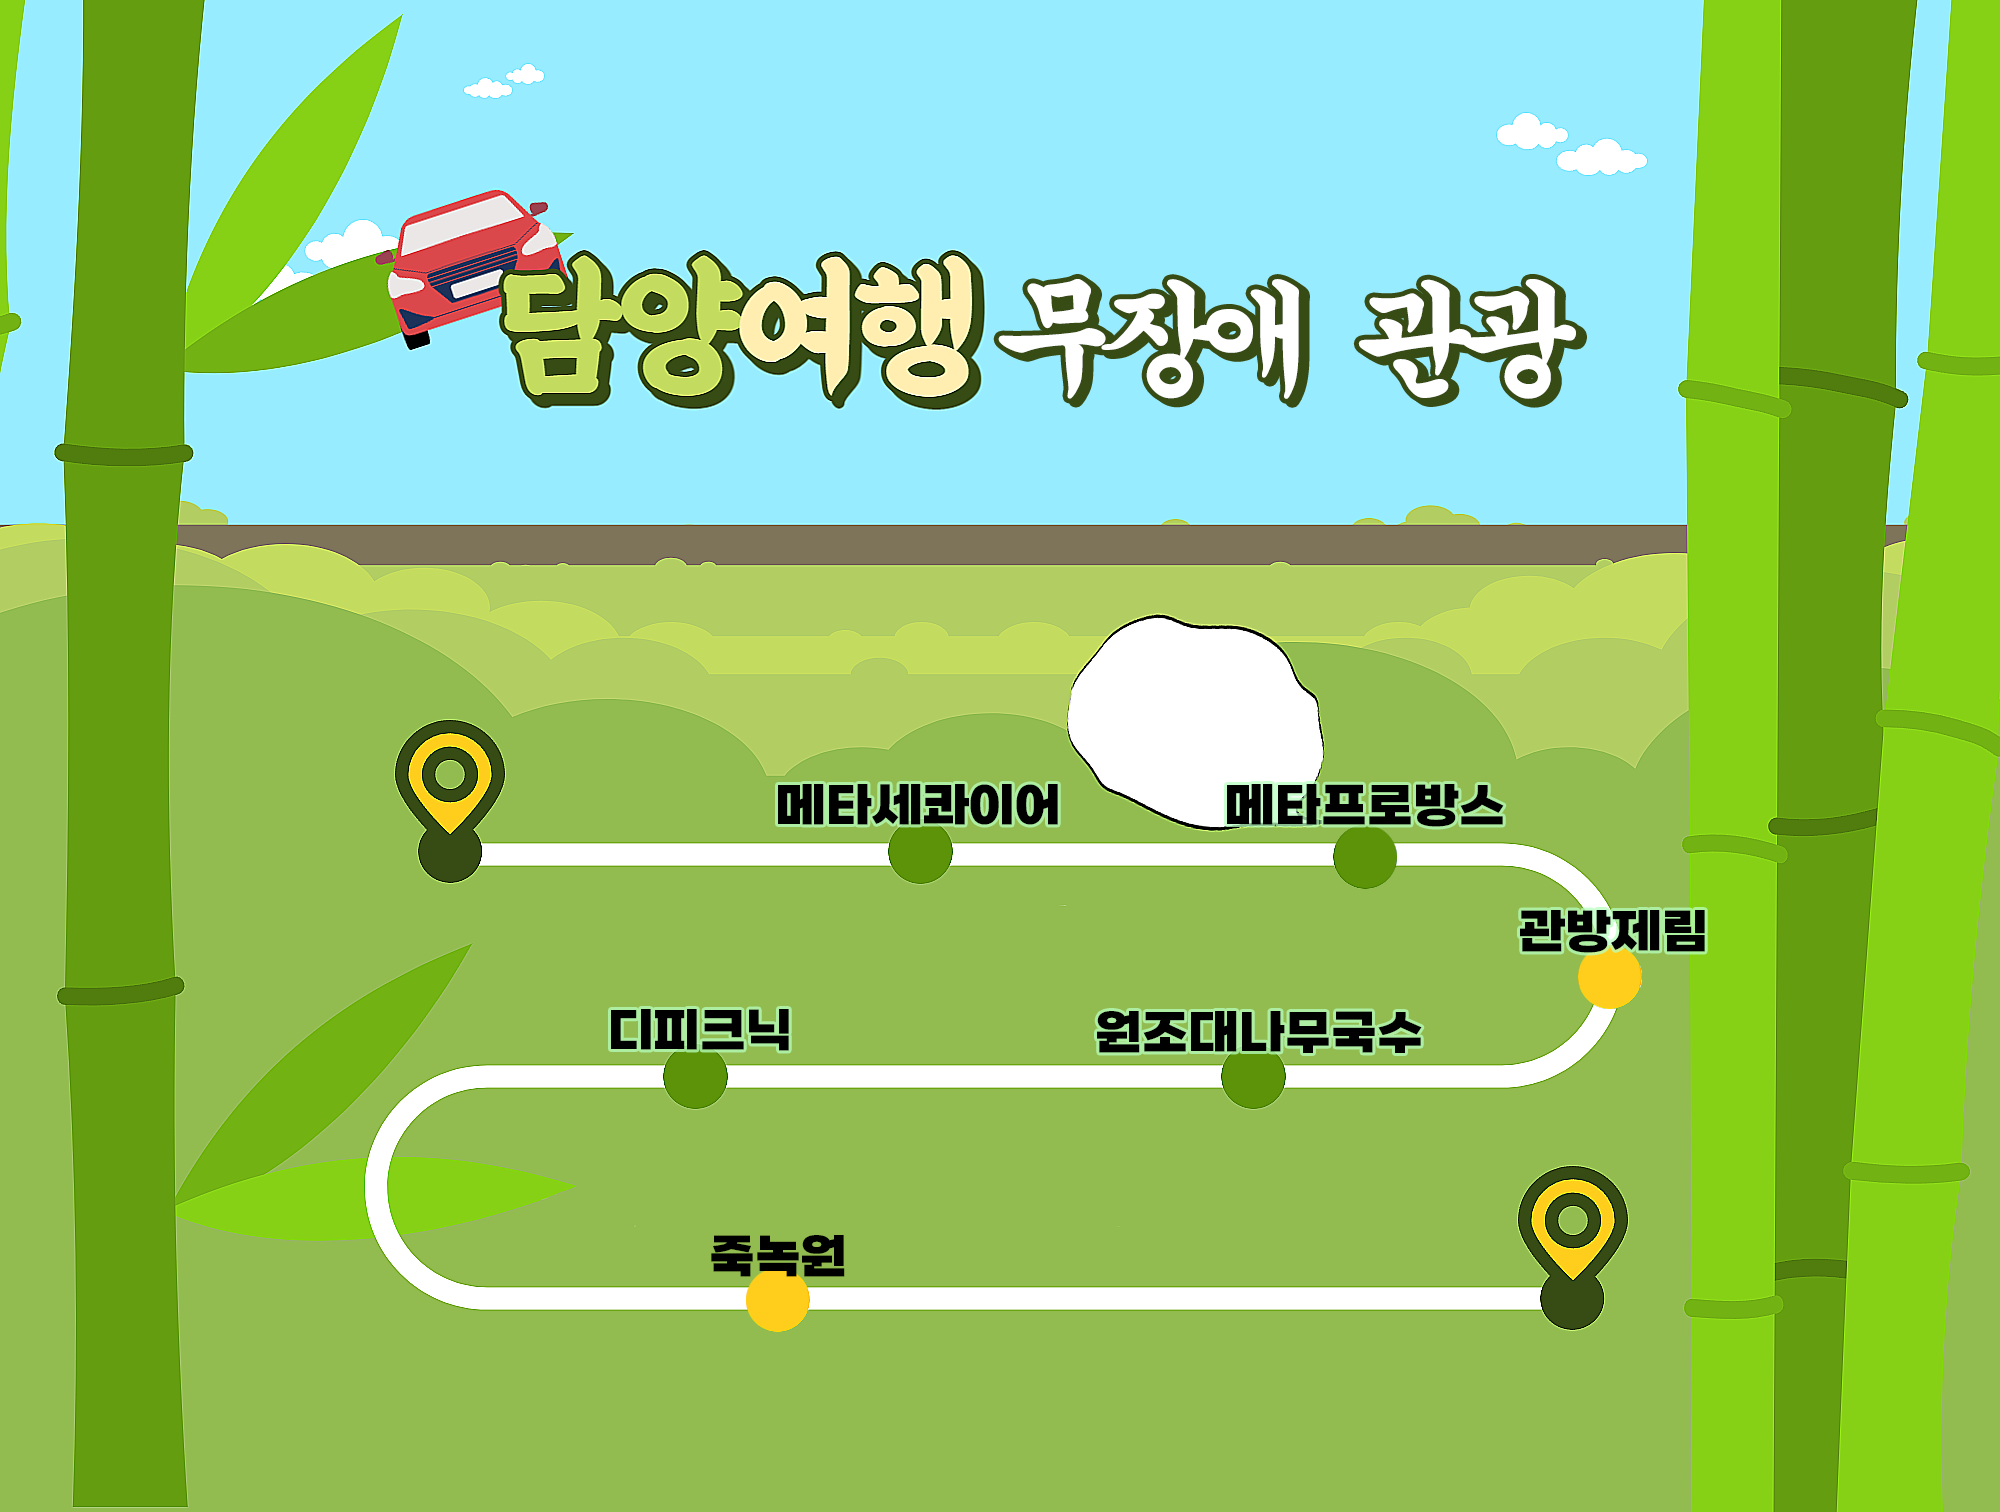 담양여행 무장애 관광
메타세콰이어
메타프로방스
관방제림
디피크닉
원조대나무국수
죽녹원